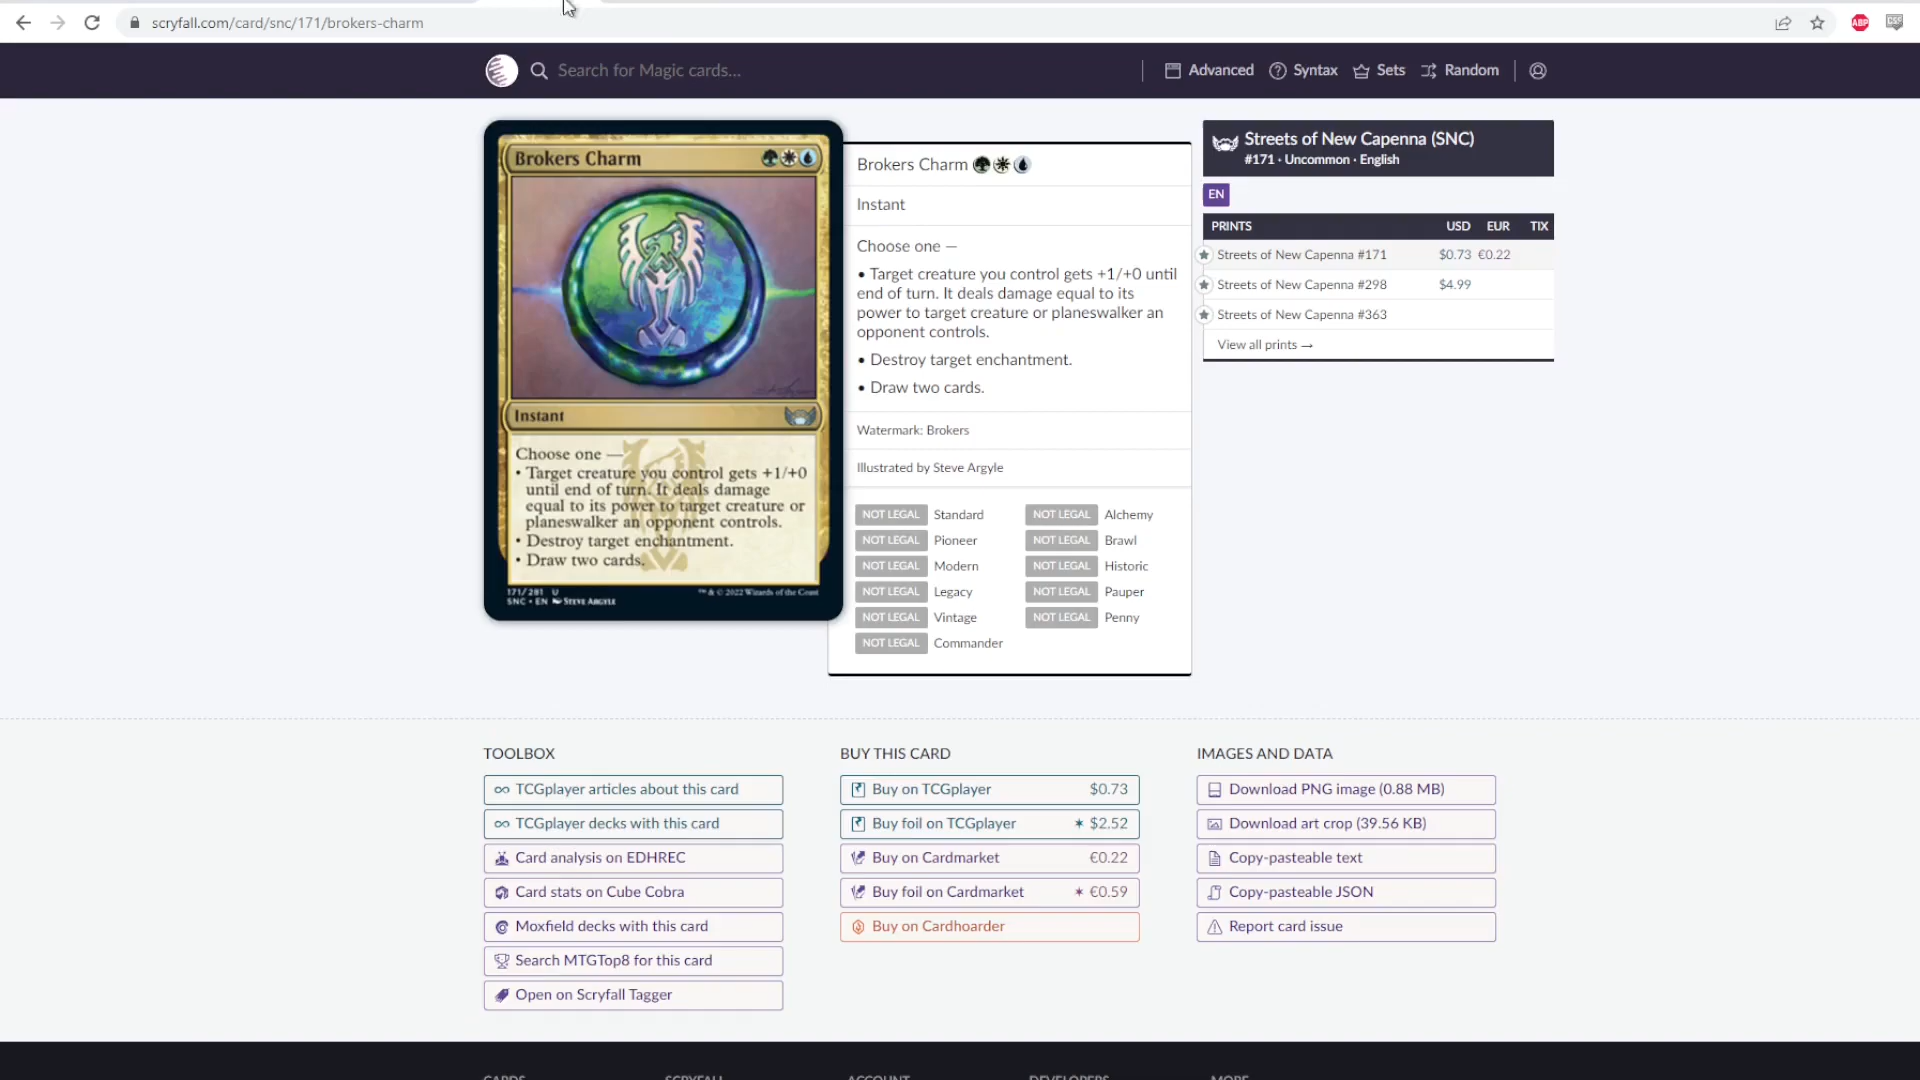 scryfall.com/card/snc/171/brokers-charm
ABP
CSS
Search for Magic cards...
Advanced
Syntax
Sets
Random
Brokers Charm
Instant
Choose one —
• Target creature you control gets +1/+0
until end of turn. It deals damage
equal to its power to target creature or
planeswalker an opponent controls.
• Destroy target enchantment.
• Draw two cards.
171/281 U
SNC • EN STEVE ARGYLE
™ & © 2022 Wizards of the Coast
Brokers Charm
Instant
Choose one —
• Target creature you control gets +1/+0 until
end of turn. It deals damage equal to its
power to target creature or planeswalker an
opponent controls.
• Destroy target enchantment.
• Draw two cards.
Watermark: Brokers
Illustrated by Steve Argyle
NOT LEGAL Standard NOT LEGAL Alchemy
NOT LEGAL Pioneer NOT LEGAL Brawl
NOT LEGAL Modern NOT LEGAL Historic
NOT LEGAL Legacy NOT LEGAL Pauper
NOT LEGAL Vintage NOT LEGAL Penny
NOT LEGAL Commander
Streets of New Capenna (SNC)
#171 · Uncommon · English
EN
PRINTS USD EUR TIX
Streets of New Capenna #171 $0.73 €0.22
Streets of New Capenna #298 $4.99
Streets of New Capenna #363
View all prints →
TOOLBOX
TCGplayer articles about this card
TCGplayer decks with this card
Card analysis on EDHREC
Card stats on Cube Cobra
Moxfield decks with this card
Search MTGTop8 for this card
Open on Scryfall Tagger
BUY THIS CARD
Buy on TCGplayer $0.73
Buy foil on TCGplayer ✶ $2.52
Buy on Cardmarket €0.22
Buy foil on Cardmarket ✶ €0.59
Buy on Cardhoarder
IMAGES AND DATA
Download PNG image (0.88 MB)
Download art crop (39.56 KB)
Copy-pasteable text
Copy-pasteable JSON
Report card issue
CARDS SCRYFALL ACCOUNT DEVELOPERS MORE